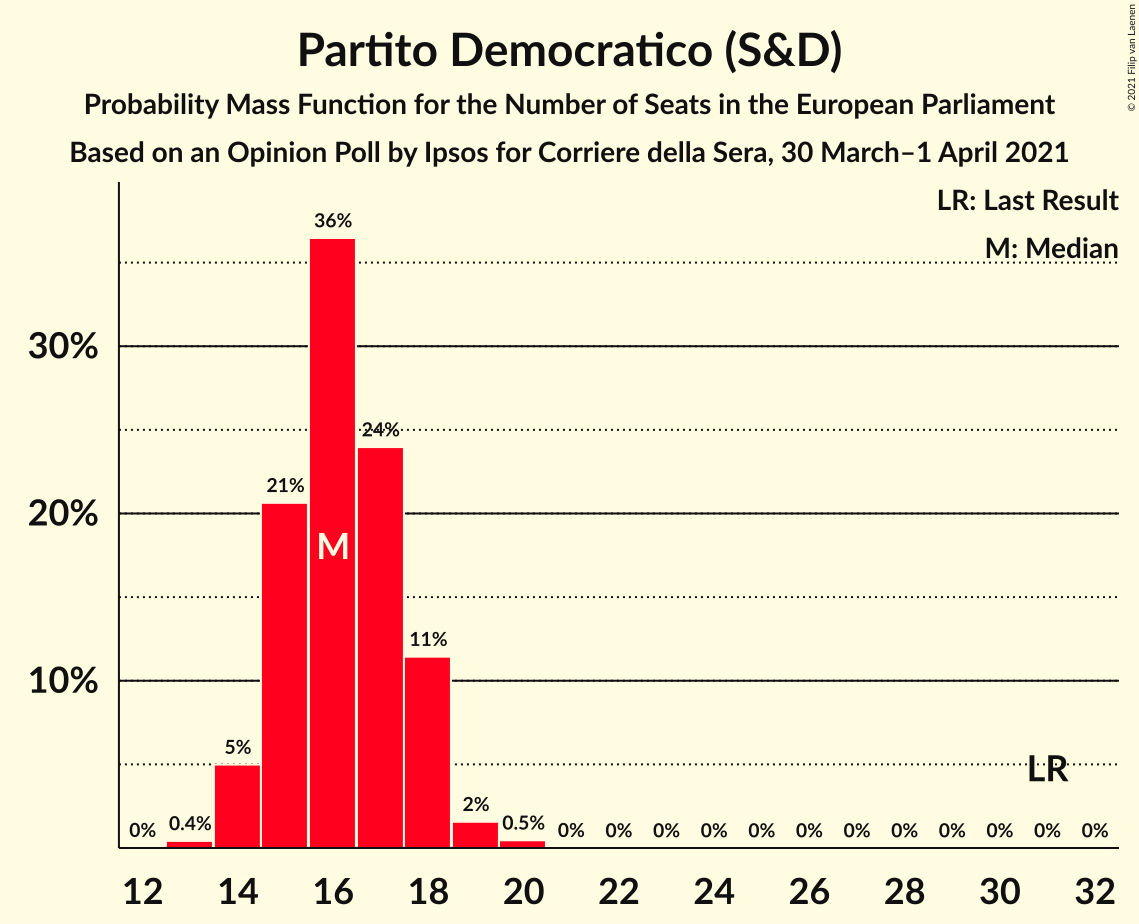 Partito Democratico (S&D)
Probability Mass Function for the Number of Seats in the European Parliament
Based on an Opinion Poll by Ipsos for Corriere della Sera, 30 March–1 April 2021
© 2021 Filip van Laenen
LR: Last Result
M: Median
36%
30%
24%
21%
20%
M
11%
10%
5%
LR
0% 0.4% 2% 0.5% 0% 0% 0% 0% 0% 0% 0% 0% 0% 0% 0% 0%
12 14 16 18 20 22 24 26 28 30 32